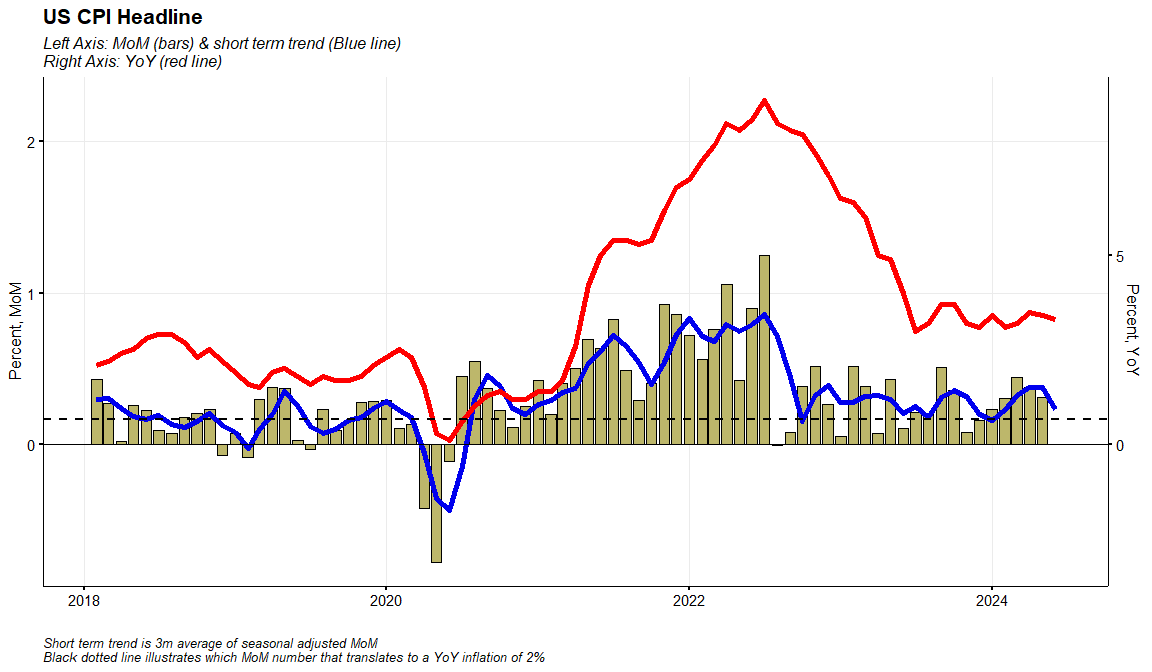 US CPI Headline
Left Axis: MoM (bars) & short term trend (Blue line)
Right Axis: YoY (red line)
Percent, MoM
2
1
0
5
0
Percent, YoY
2018
2020
2022
2024
Short term trend is 3m average of seasonal adjusted MoM
Black dotted line illustrates which MoM number that translates to a YoY inflation of 2%